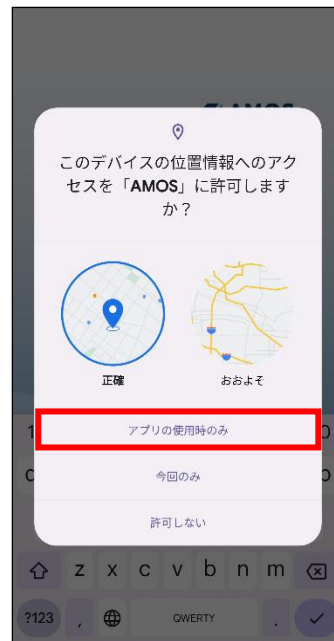 AMOS
このデバイスの位置情報へのアク
セスを「AMOS」に許可します
か？
正確
おおよそ
アプリの使用時のみ
今回のみ
許可しない
z x c v b n m
?123 , QWERTY .